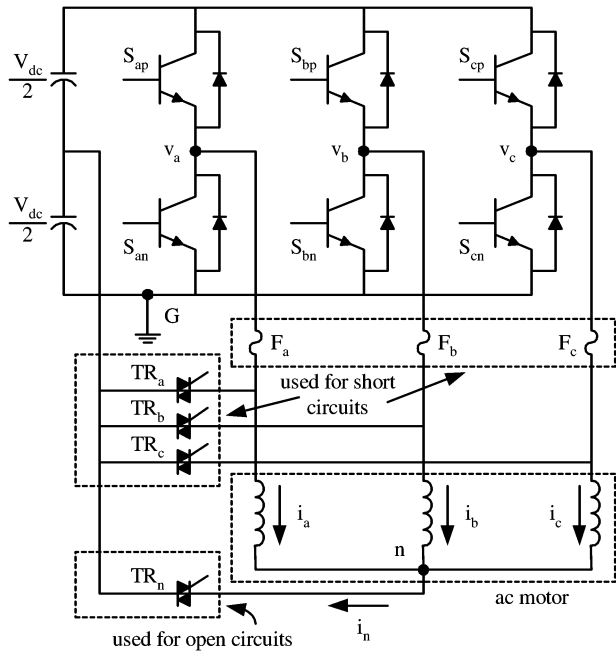 V_dc
2
S_ap
S_bp
S_cp
v_a
v_b
v_c
V_dc
2
S_an
S_bn
S_cn
G
F_a
F_b
F_c
TR_a
used for short
circuits
TR_b
TR_c
i_a
i_b
i_c
n
TR_n
ac motor
i_n
used for open circuits